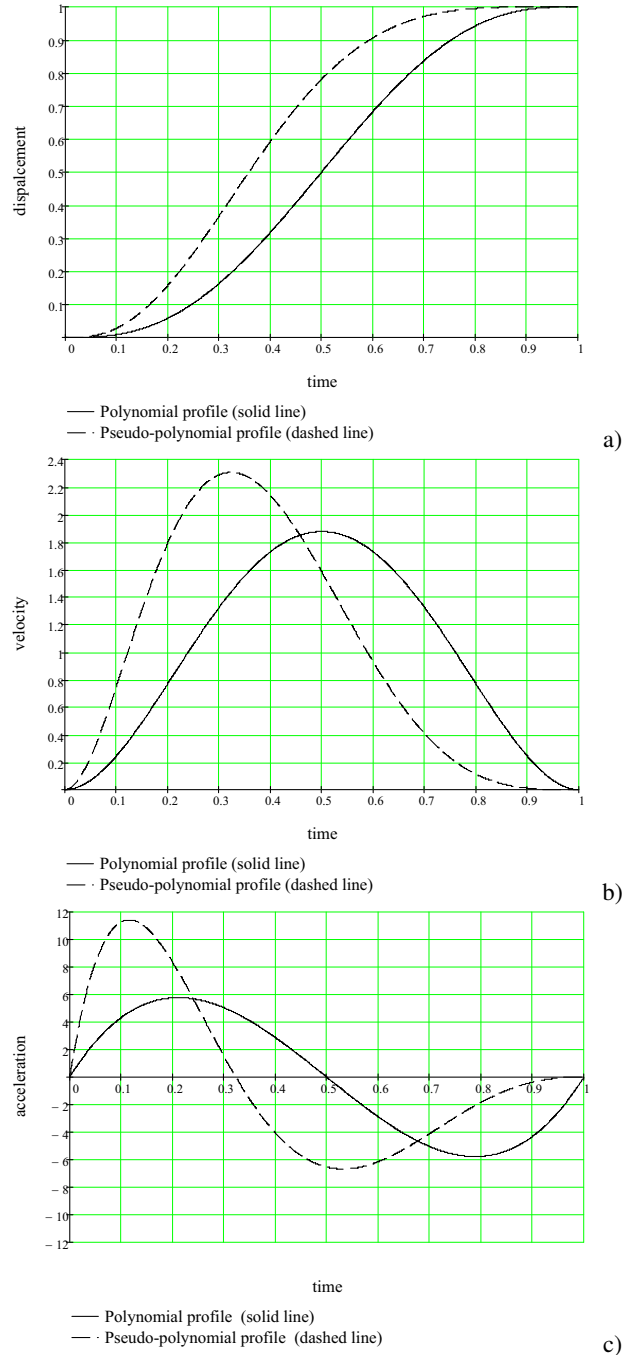 1
0.9
0.8
0.7
0.6
0.5
0.4
0.3
0.2
0.1
dispalcement
0 0.1 0.2 0.3 0.4 0.5 0.6 0.7 0.8 0.9 1
time
Polynomial profile (solid line)
Pseudo-polynomial profile (dashed line)
a)
2.4
2.2
2
1.8
1.6
1.4
1.2
1
0.8
0.6
0.4
0.2
velocity
0 0.1 0.2 0.3 0.4 0.5 0.6 0.7 0.8 0.9 1
time
Polynomial profile (solid line)
Pseudo-polynomial profile (dashed line)
b)
12
10
8
6
4
2
− 2
− 4
− 6
− 8
− 10
− 12
acceleration
0 0.1 0.2 0.3 0.4 0.5 0.6 0.7 0.8 0.9 1
time
Polynomial profile (solid line)
Pseudo-polynomial profile (dashed line)
c)